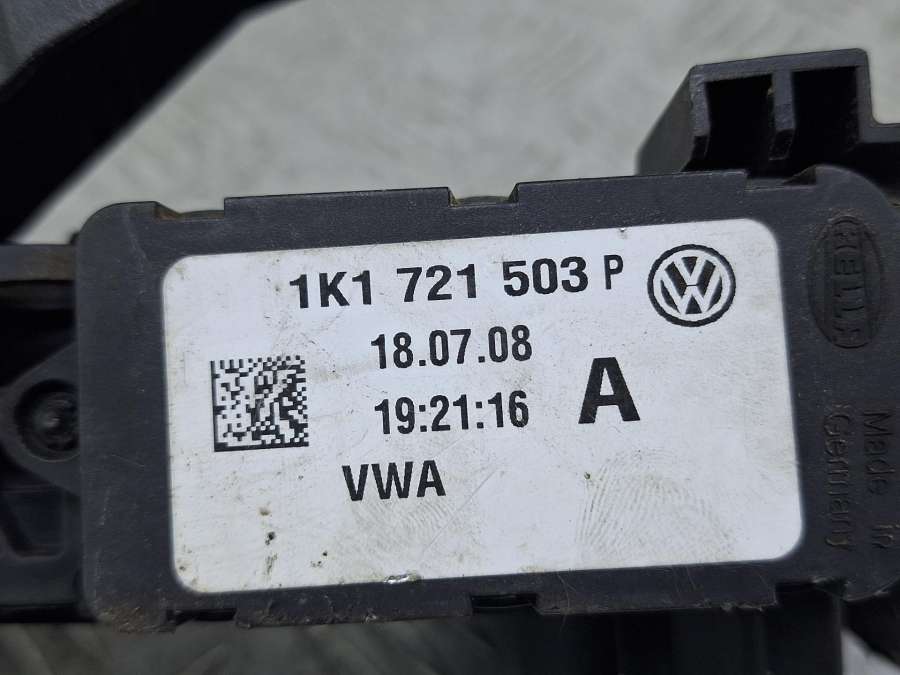 1K1 721 503 P
18.07.08
19:21:16 A
VWA
HELLA
Made in
Germany